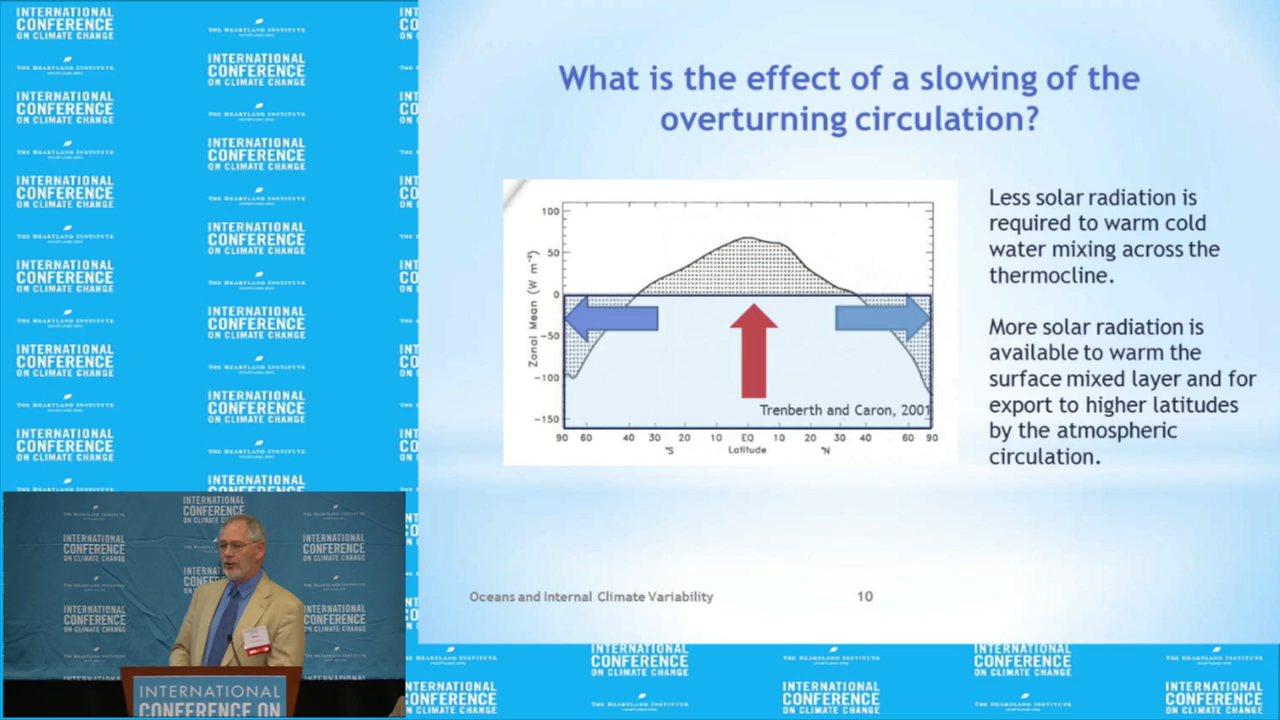 What is the effect of a slowing of the
overturning circulation?
100
50
0
-50
-100
-150
Zonal Mean (W m⁻²)
90 60 40 30 20 10 EQ 10 20 30 40 60 90
°S Latitude °N
Trenberth and Caron, 2001
Less solar radiation is
required to warm cold
water mixing across the
thermocline.
More solar radiation is
available to warm the
surface mixed layer and for
export to higher latitudes
by the atmospheric
circulation.
Oceans and Internal Climate Variability 10
INTERNATIONAL
CONFERENCE
ON CLIMATE CHANGE
THE HEARTLAND INSTITUTE
INTERNATIONAL
CONFERENCE ON